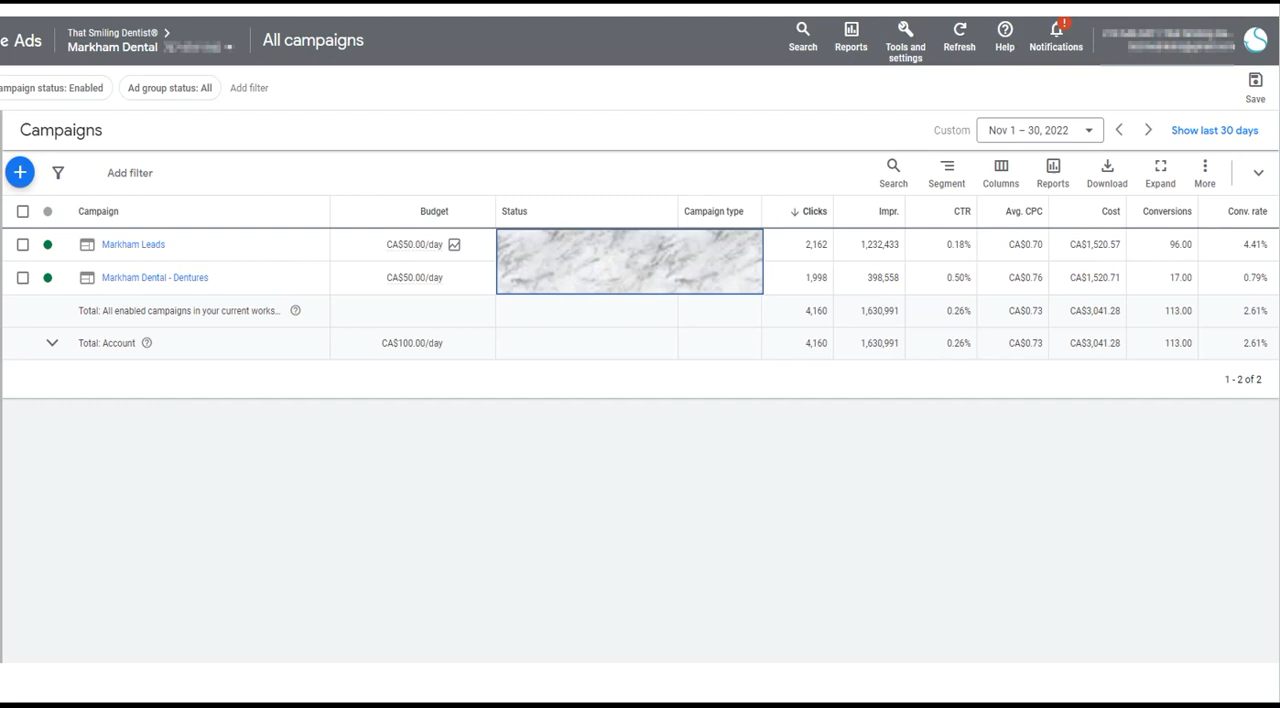 e Ads
That Smiling Dentist®
Markham Dental
All campaigns
Search
Reports
Tools and settings
Refresh
Help
!
Notifications
ampaign status: Enabled
Ad group status: All
Add filter
Save
Campaigns
Custom
Nov 1 – 30, 2022
Show last 30 days
Add filter
Search
Segment
Columns
Reports
Download
Expand
More
Campaign Budget Status Campaign type Clicks Impr. CTR Avg. CPC Cost Conversions Conv. rate
Markham Leads CA$50.00/day 2,162 1,232,433 0.18% CA$0.70 CA$1,520.57 96.00 4.41%
Markham Dental - Dentures CA$50.00/day 1,998 398,558 0.50% CA$0.76 CA$1,520.71 17.00 0.79%
Total: All enabled campaigns in your current works... 4,160 1,630,991 0.26% CA$0.73 CA$3,041.28 113.00 2.61%
Total: Account CA$100.00/day 4,160 1,630,991 0.26% CA$0.73 CA$3,041.28 113.00 2.61%
1 - 2 of 2